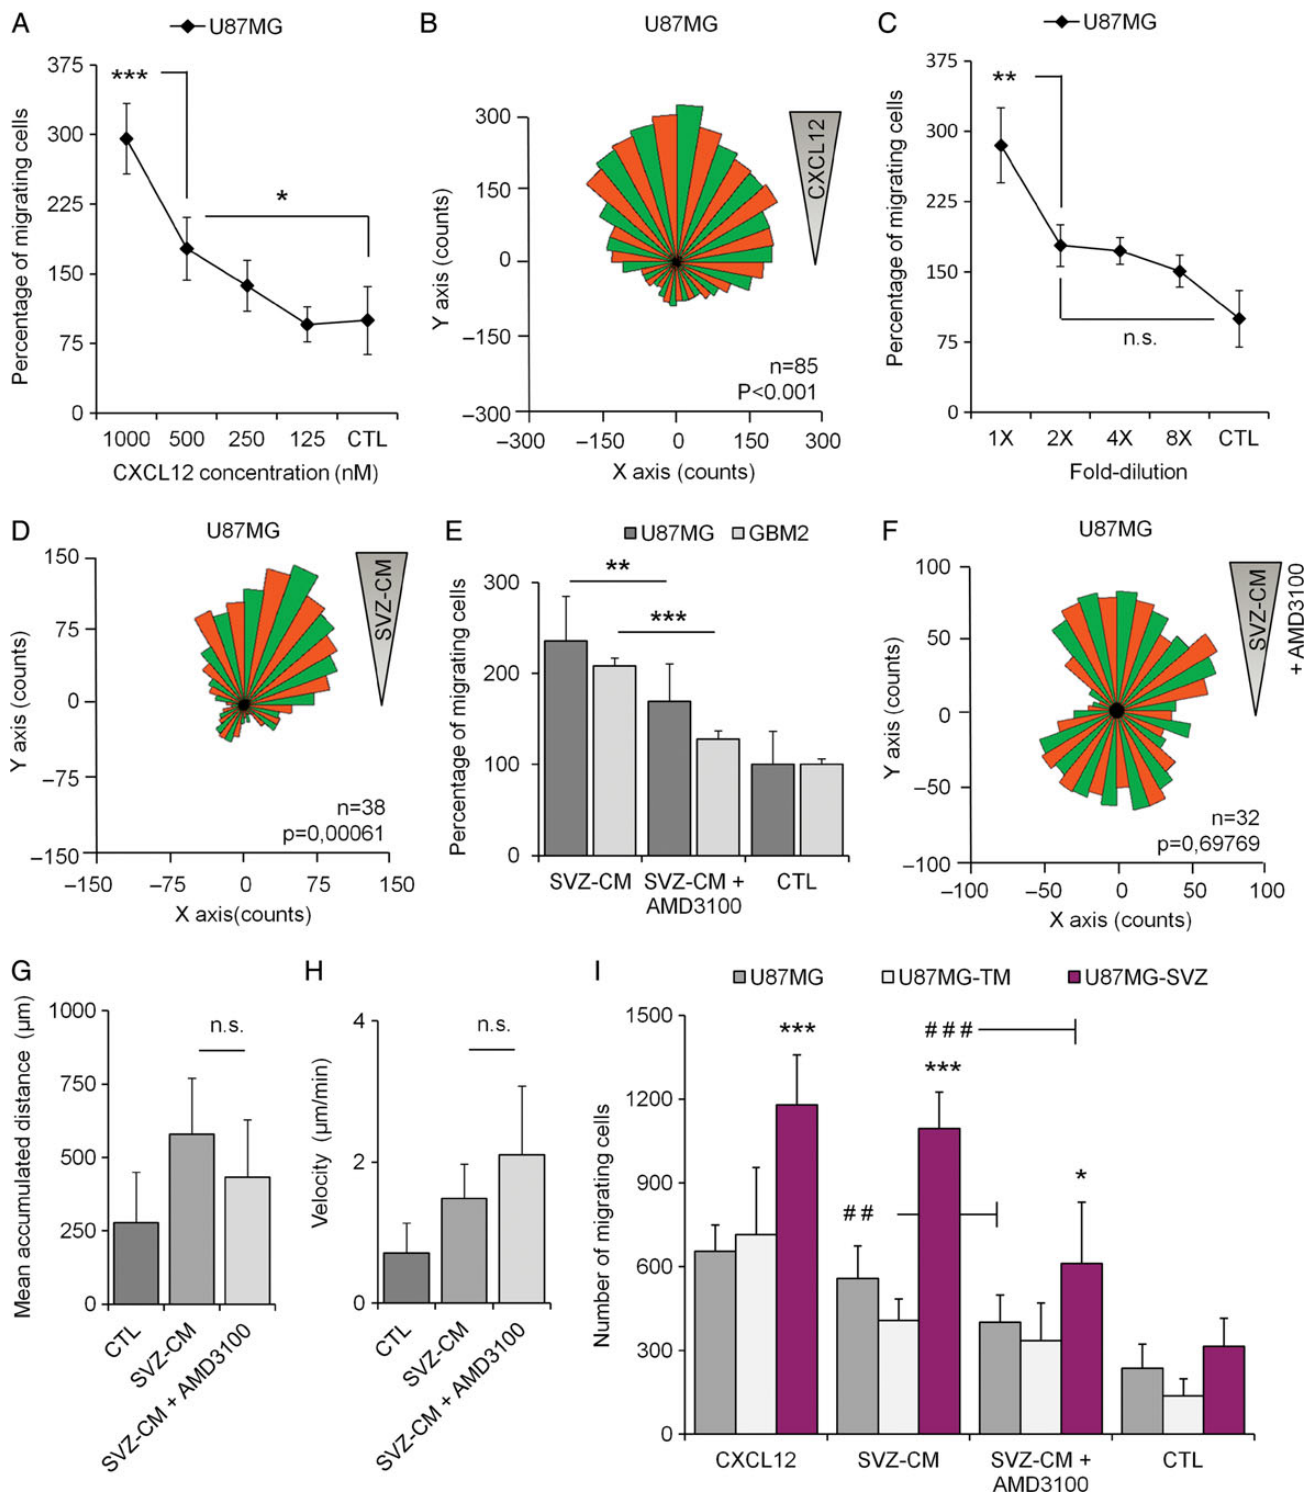 A
U87MG
Percentage of migrating cells
375
300
225
150
75
0
***
*
1000 500 250 125 CTL
CXCL12 concentration (nM)
B
U87MG
Y axis (counts)
300
150
0
−150
−300
CXCL12
n=85
P<0.001
−300 −150 0 150 300
X axis (counts)
C
U87MG
Percentage of migrating cells
375
300
225
150
75
0
**
n.s.
1X 2X 4X 8X CTL
Fold-dilution
D
U87MG
Y axis (counts)
150
75
0
−75
−150
SVZ-CM
n=38
p=0,00061
−150 −75 0 75 150
X axis(counts)
E
U87MG GBM2
Percentage of migrating cells
300
200
100
0
**
***
SVZ-CM SVZ-CM + CTL
AMD3100
F
U87MG
Y axis (counts)
100
50
0
−50
−100
SVZ-CM
+ AMD3100
n=32
p=0,69769
−100 −50 0 50 100
X axis (counts)
G
Mean accumulated distance (µm)
1000
750
500
250
0
n.s.
CTL
SVZ-CM
SVZ-CM + AMD3100
H
Velocity (µm/min)
4
2
0
n.s.
CTL
SVZ-CM
SVZ-CM + AMD3100
I
U87MG U87MG-TM U87MG-SVZ
Number of migrating cells
1500
1200
900
600
300
0
***
###
***
##
*
CXCL12 SVZ-CM SVZ-CM + CTL
AMD3100